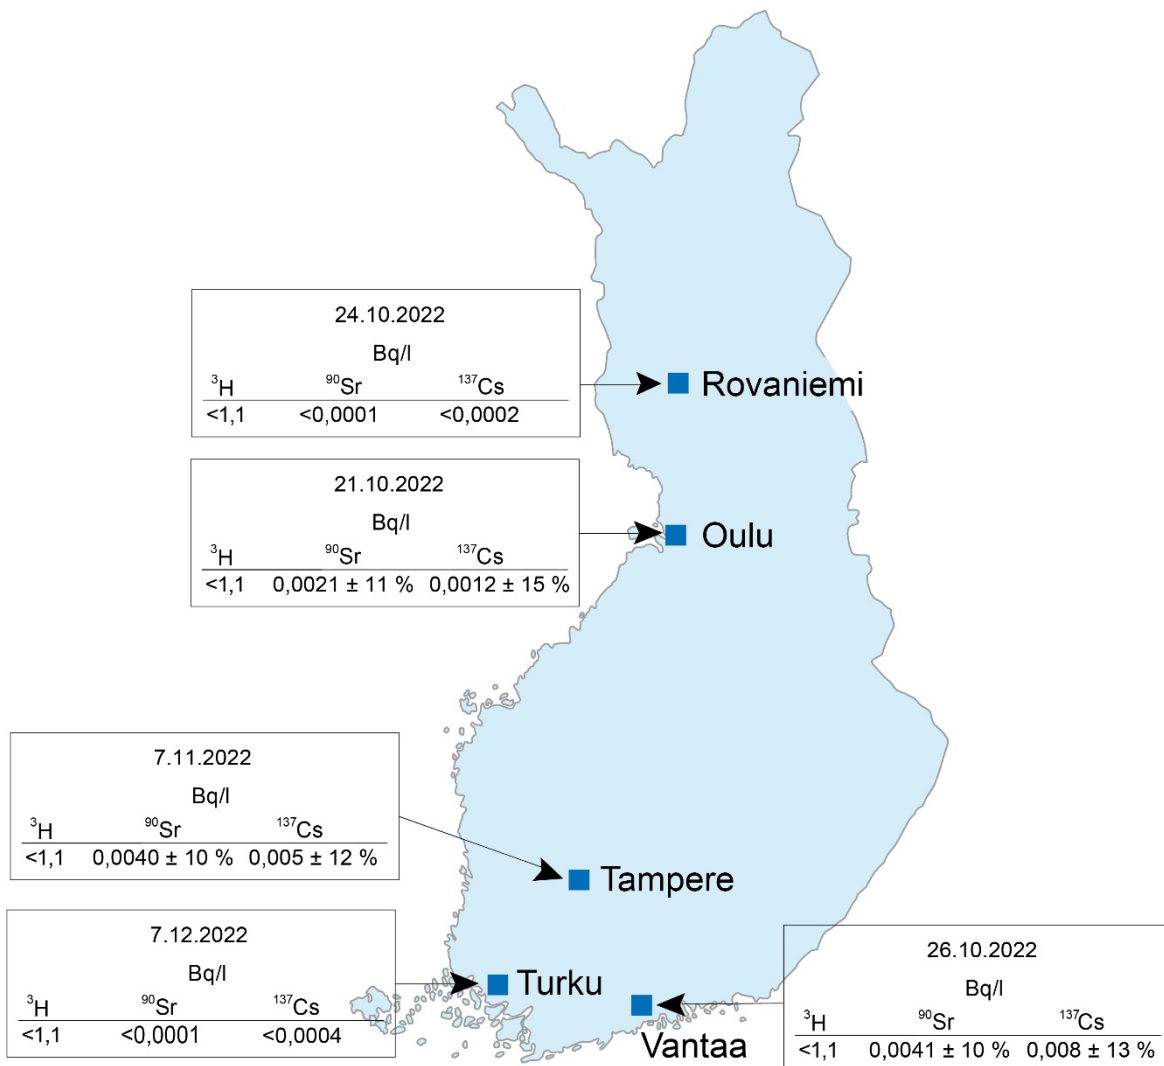 24.10.2022
Bq/l
³H ⁹⁰Sr ¹³⁷Cs
<1,1 <0,0001 <0,0002
Rovaniemi
21.10.2022
Bq/l
³H ⁹⁰Sr ¹³⁷Cs
<1,1 0,0021 ± 11 % 0,0012 ± 15 %
Oulu
7.11.2022
Bq/l
³H ⁹⁰Sr ¹³⁷Cs
<1,1 0,0040 ± 10 % 0,005 ± 12 %
Tampere
7.12.2022
Bq/l
³H ⁹⁰Sr ¹³⁷Cs
<1,1 <0,0001 <0,0004
Turku
26.10.2022
Bq/l
³H ⁹⁰Sr ¹³⁷Cs
<1,1 0,0041 ± 10 % 0,008 ± 13 %
Vantaa